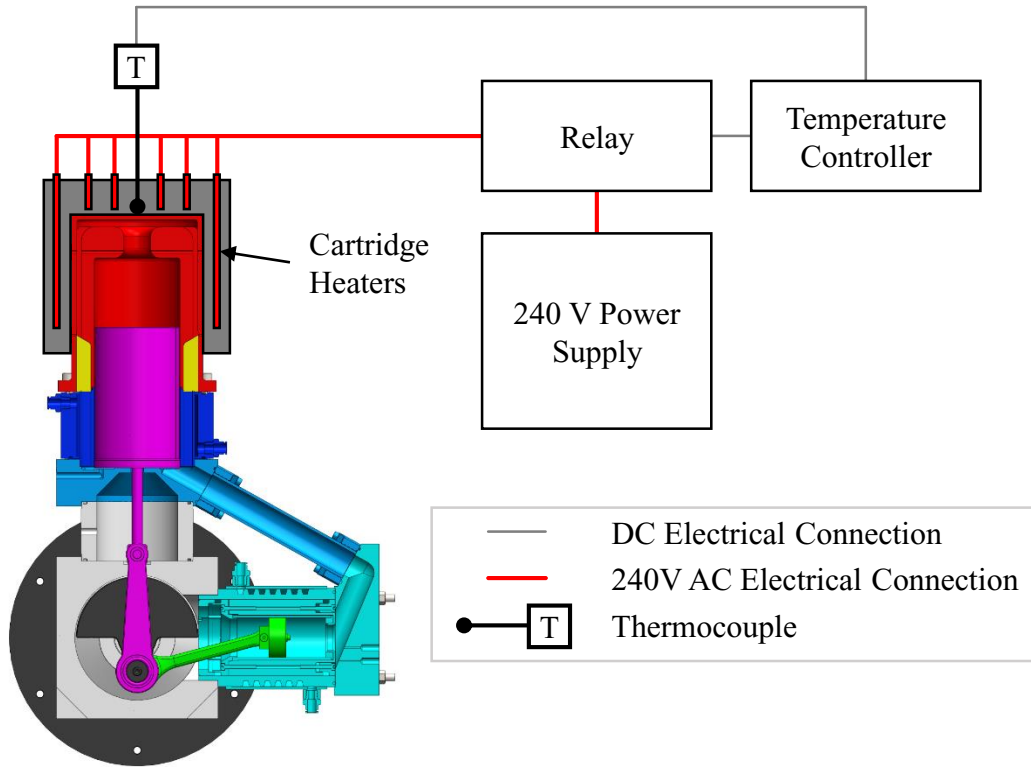 T
Relay
Temperature
Controller
Cartridge
Heaters
240 V Power
Supply
DC Electrical Connection
240V AC Electrical Connection
T
Thermocouple